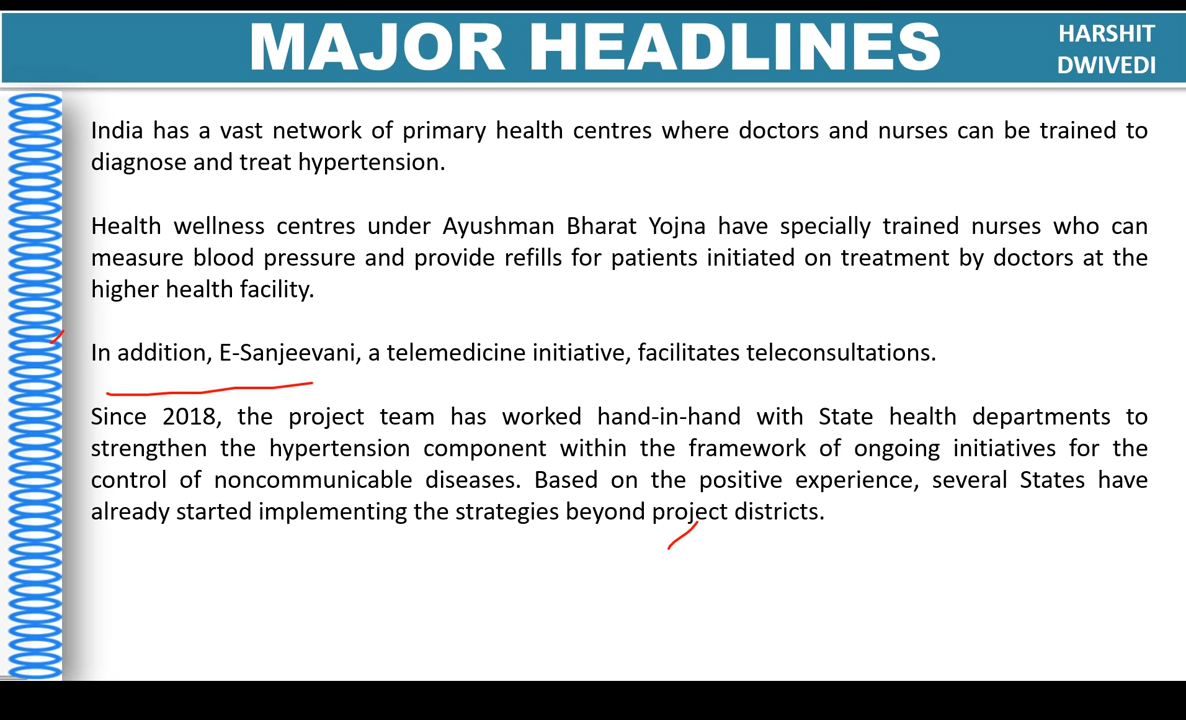 MAJOR HEADLINES
HARSHIT
DWIVEDI
India has a vast network of primary health centres where doctors and nurses can be trained to
diagnose and treat hypertension.
Health wellness centres under Ayushman Bharat Yojna have specially trained nurses who can
measure blood pressure and provide refills for patients initiated on treatment by doctors at the
higher health facility.
In addition, E-Sanjeevani, a telemedicine initiative, facilitates teleconsultations.
Since 2018, the project team has worked hand-in-hand with State health departments to
strengthen the hypertension component within the framework of ongoing initiatives for the
control of noncommunicable diseases. Based on the positive experience, several States have
already started implementing the strategies beyond project districts.